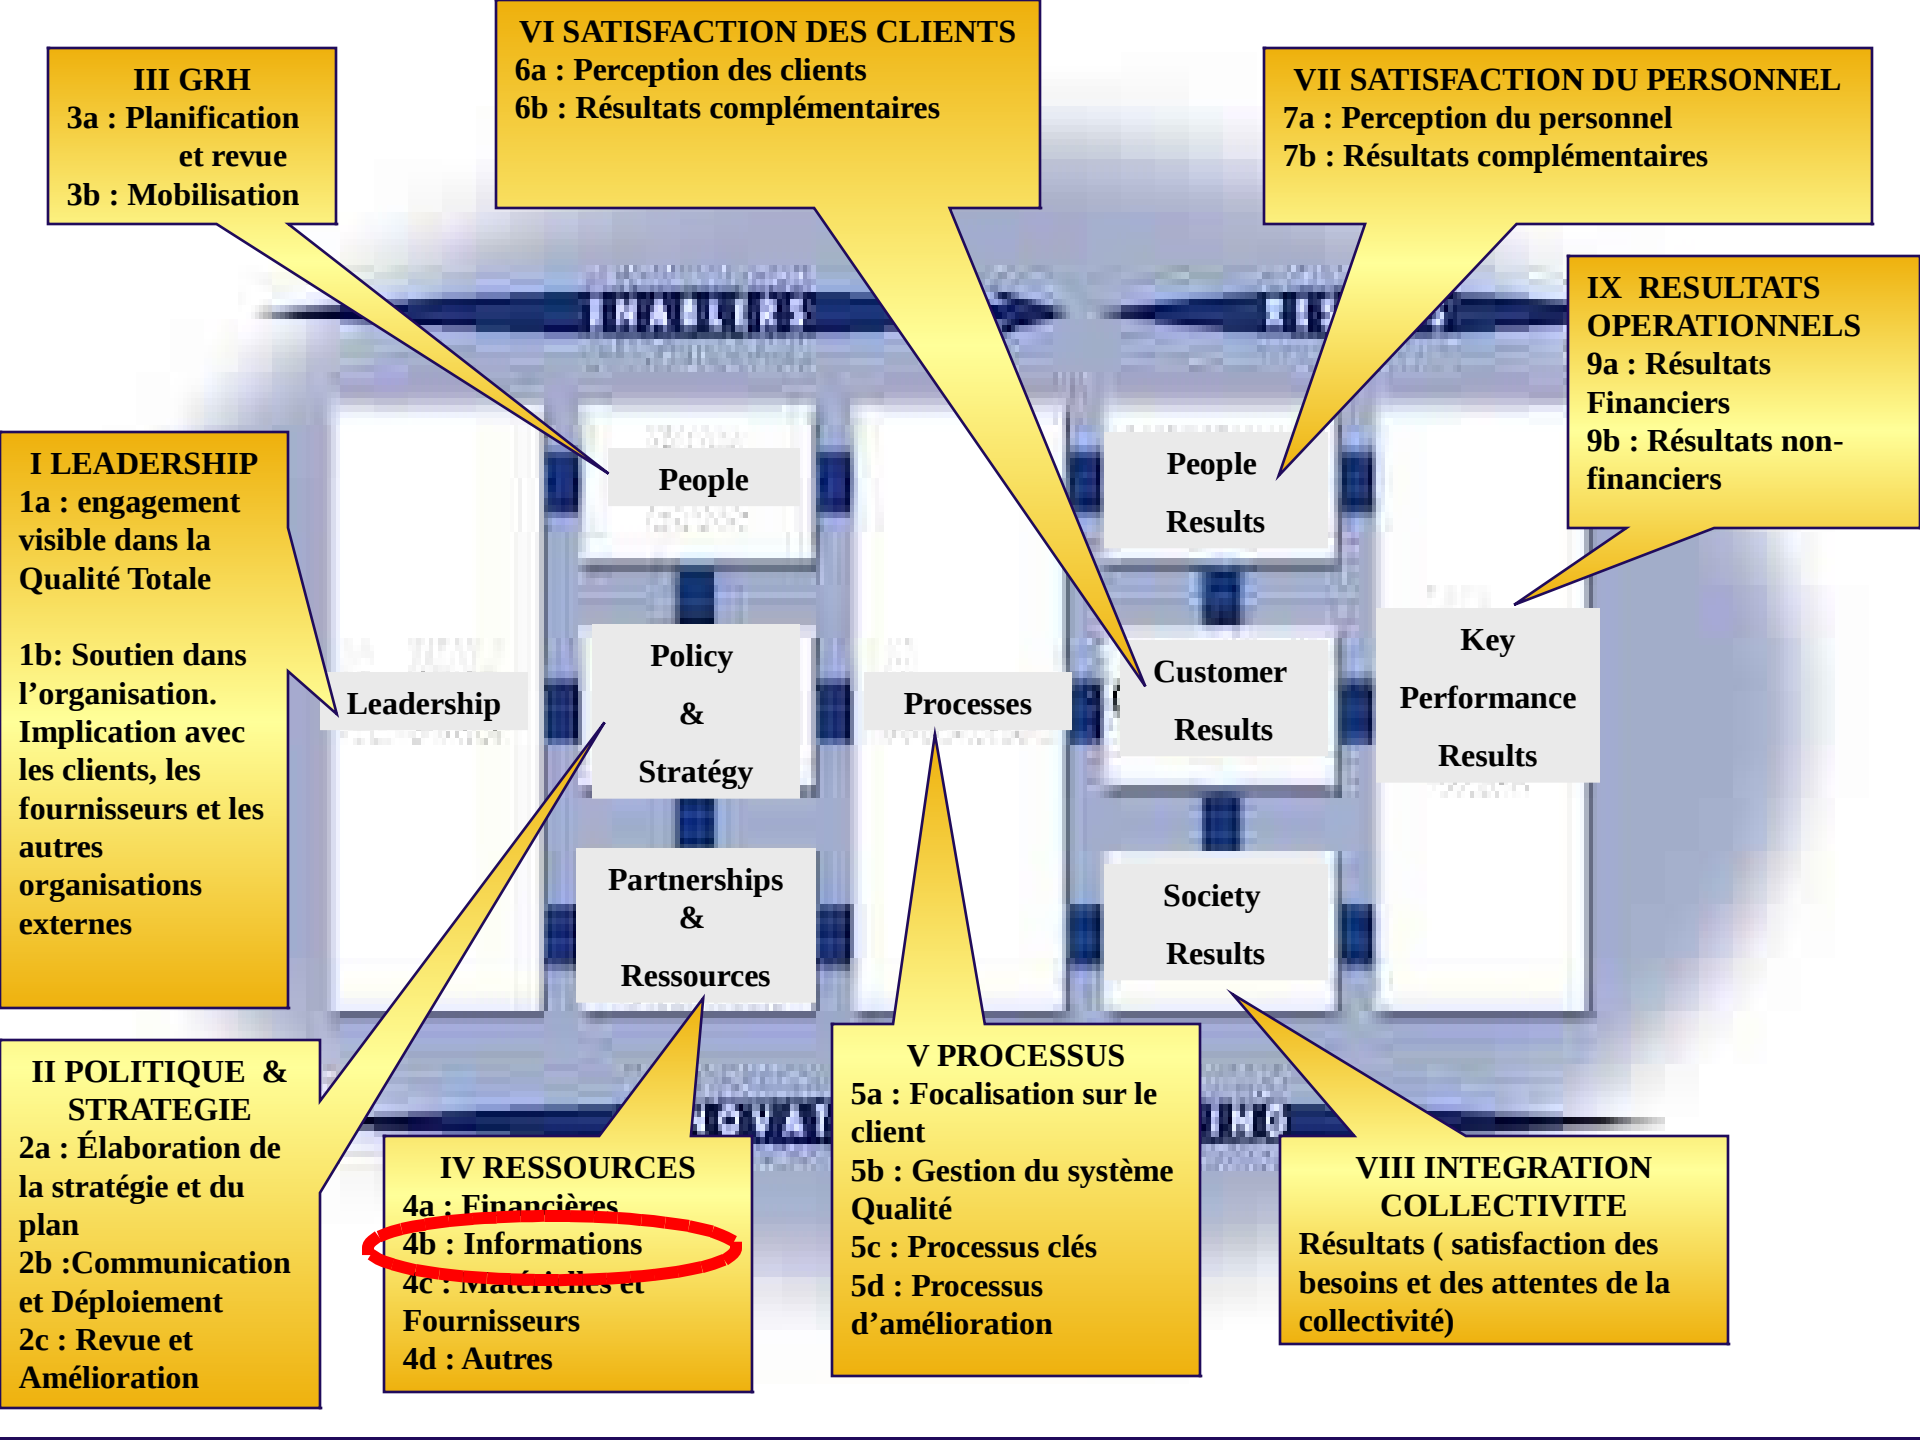 VI SATISFACTION DES CLIENTS
6a : Perception des clients
6b : Résultats complémentaires
III GRH
3a : Planification
et revue
3b : Mobilisation
VII SATISFACTION DU PERSONNEL
7a : Perception du personnel
7b : Résultats complémentaires
IX RESULTATS
OPERATIONNELS
9a : Résultats
Financiers
9b : Résultats non-
financiers
I LEADERSHIP
1a : engagement
visible dans la
Qualité Totale
1b: Soutien dans
l’organisation.
Implication avec
les clients, les
fournisseurs et les
autres
organisations
externes
People
People
Results
Leadership
Policy
&
Stratégy
Processes
Customer
Results
Key
Performance
Results
Partnerships
&
Ressources
Society
Results
II POLITIQUE &
STRATEGIE
2a : Élaboration de
la stratégie et du
plan
2b :Communication
et Déploiement
2c : Revue et
Amélioration
IV RESSOURCES
4a : Financières
4b : Informations
4c : Matérielles et
Fournisseurs
4d : Autres
V PROCESSUS
5a : Focalisation sur le
client
5b : Gestion du système
Qualité
5c : Processus clés
5d : Processus
d’amélioration
VIII INTEGRATION
COLLECTIVITE
Résultats ( satisfaction des
besoins et des attentes de la
collectivité)